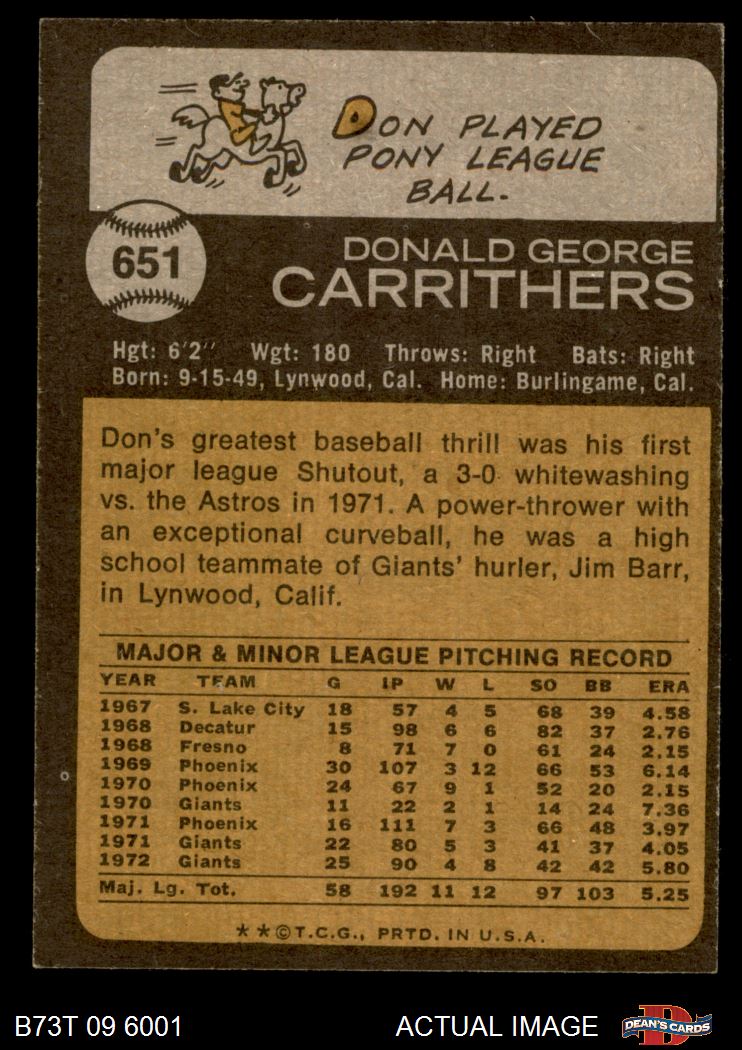 DON PLAYED
PONY LEAGUE
BALL.
651
DONALD GEORGE
CARRITHERS
Hgt: 6'2" Wgt: 180 Throws: Right Bats: Right
Born: 9-15-49, Lynwood, Cal. Home: Burlingame, Cal.
Don's greatest baseball thrill was his first
major league Shutout, a 3-0 whitewashing
vs. the Astros in 1971. A power-thrower with
an exceptional curveball, he was a high
school teammate of Giants' hurler, Jim Barr,
in Lynwood, Calif.
MAJOR & MINOR LEAGUE PITCHING RECORD
YEAR TEAM G IP W L SO BB ERA
1967 S. Lake City 18 57 4 5 68 39 4.58
1968 Decatur 15 98 6 6 82 37 2.76
1968 Fresno 8 71 7 0 61 24 2.15
1969 Phoenix 30 107 3 12 66 53 6.14
1970 Phoenix 24 67 9 1 52 20 2.15
1970 Giants 11 22 2 1 14 24 7.36
1971 Phoenix 16 111 7 3 66 48 3.97
1971 Giants 22 80 5 3 41 37 4.05
1972 Giants 25 90 4 8 42 42 5.80
Maj. Lg. Tot. 58 192 11 12 97 103 5.25
**©T.C.G., PRTD. IN U.S.A.
B73T 09 6001 ACTUAL IMAGE D DEAN'S CARDS